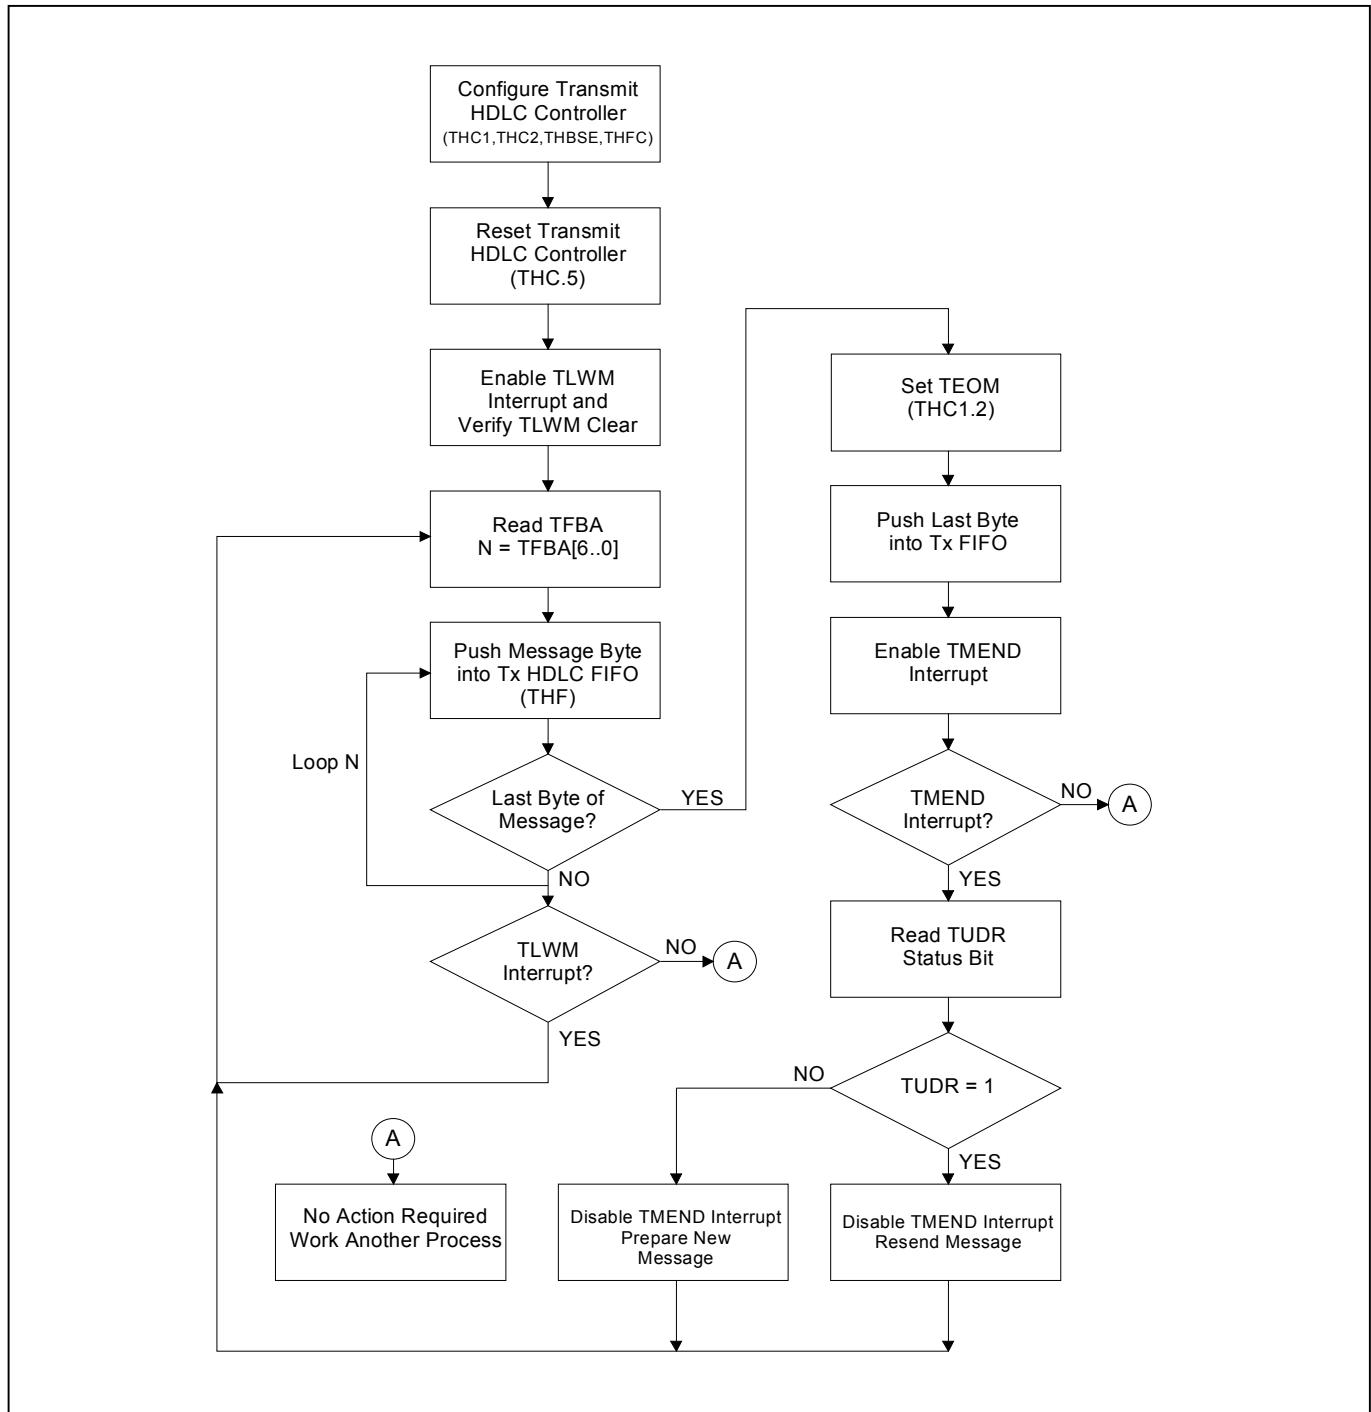 Configure Transmit
HDLC Controller
(THC1,THC2,THBSE,THFC)
Reset Transmit
HDLC Controller
(THC.5)
Enable TLWM
Interrupt and
Verify TLWM Clear
Read TFBA
N = TFBA[6..0]
Push Message Byte
into Tx HDLC FIFO
(THF)
Loop N
Last Byte of
Message?
YES
NO
TLWM
Interrupt?
NO
A
YES
A
No Action Required
Work Another Process
Set TEOM
(THC1.2)
Push Last Byte
into Tx FIFO
Enable TMEND
Interrupt
TMEND
Interrupt?
NO
A
YES
Read TUDR
Status Bit
TUDR = 1
NO
YES
Disable TMEND Interrupt
Prepare New
Message
Disable TMEND Interrupt
Resend Message